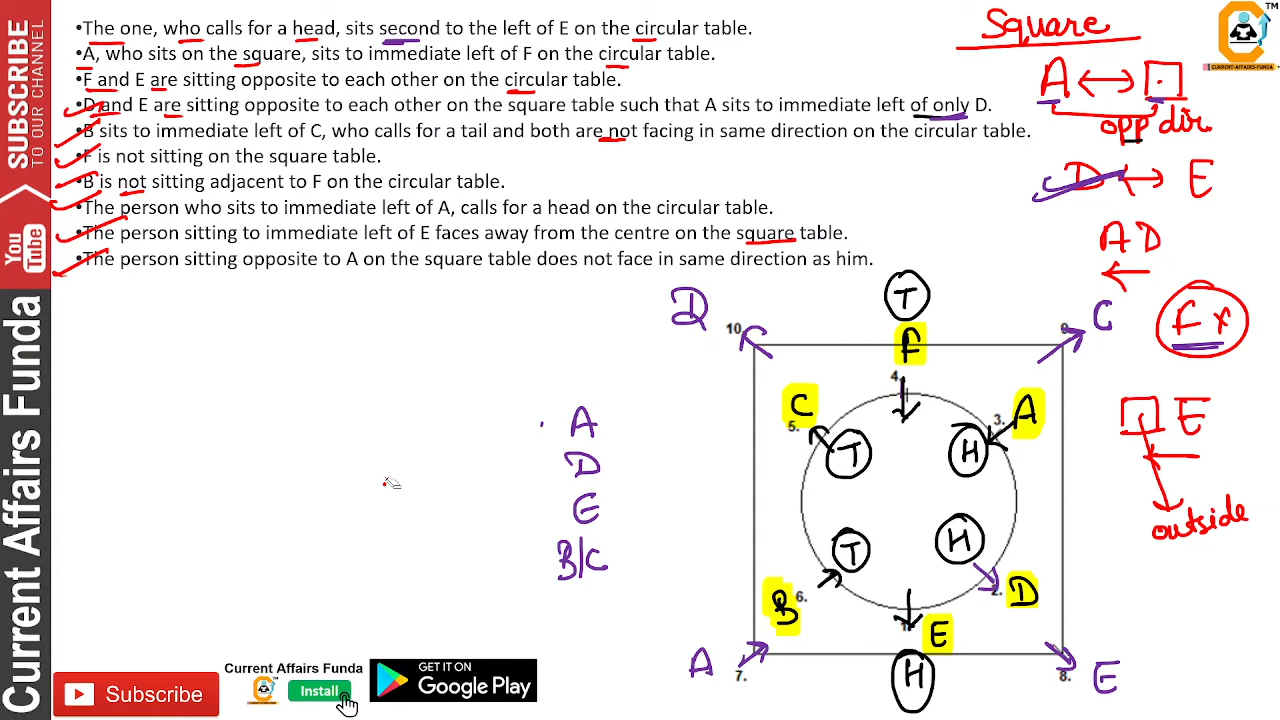 •The one, who calls for a head, sits second to the left of E on the circular table.
•A, who sits on the square, sits to immediate left of F on the circular table.
•F and E are sitting opposite to each other on the circular table.
•D and E are sitting opposite to each other on the square table such that A sits to immediate left of only D.
•B sits to immediate left of C, who calls for a tail and both are not facing in same direction on the circular table.
•F is not sitting on the square table.
•B is not sitting adjacent to F on the circular table.
•The person who sits to immediate left of A, calls for a head on the circular table.
•The person sitting to immediate left of E faces away from the centre on the square table.
•The person sitting opposite to A on the square table does not face in same direction as him.
Square
A
opp dir
D E
A D
F x
E
outside
SUBSCRIBE
TO OUR CHANNEL
You Tube
Current Affairs Funda
C
TM
CURRENT-AFFAIRS-FUNDA
T
D 10. 9. C
F
4.
C A
5. 3.
T H
A
D
E
B/C
T H
B 6. 2. D
1. E
A 7. H 8. E
Subscribe
Current Affairs Funda
Install
GET IT ON
Google Play